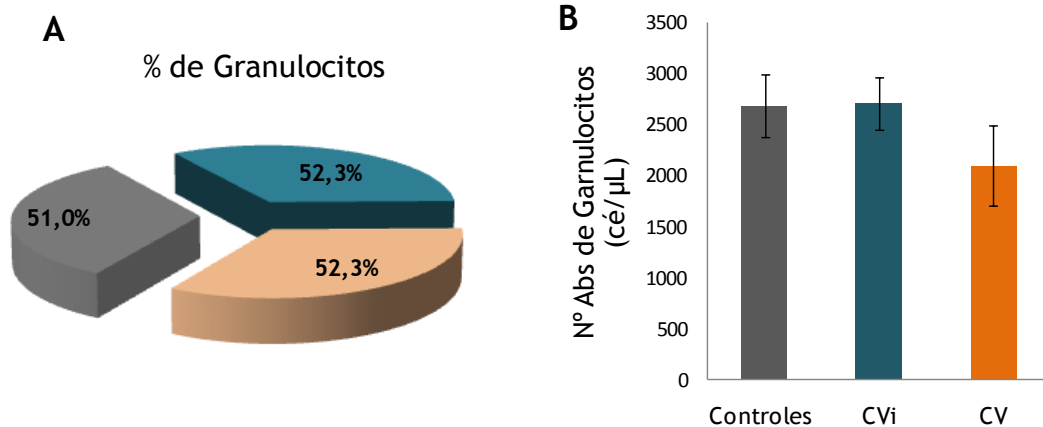 A
% de Granulocitos
52,3%
51,0%
52,3%
B
Nº Abs de Garnulocitos
(cé/µL)
3500
3000
2500
2000
1500
1000
500
0
Controles
CVi
CV